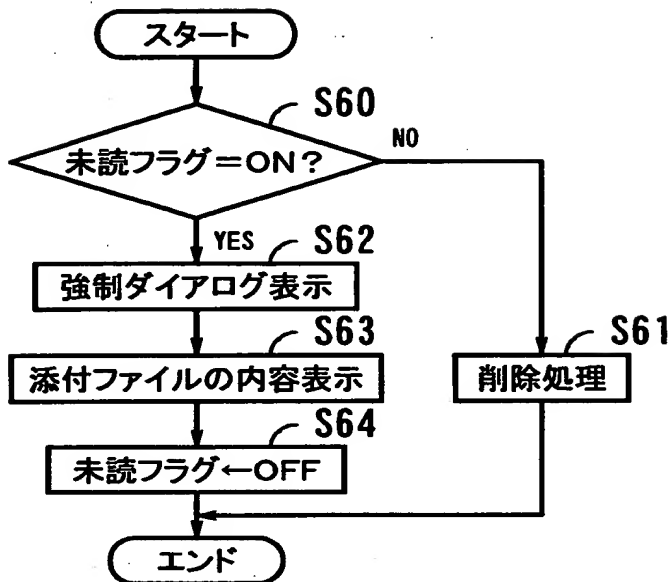 スタート
S60
未読フラグ=ON?
NO
YES
S62
強制ダイアログ表示
S63
添付ファイルの内容表示
S61
削除処理
S64
未読フラグ←OFF
エンド